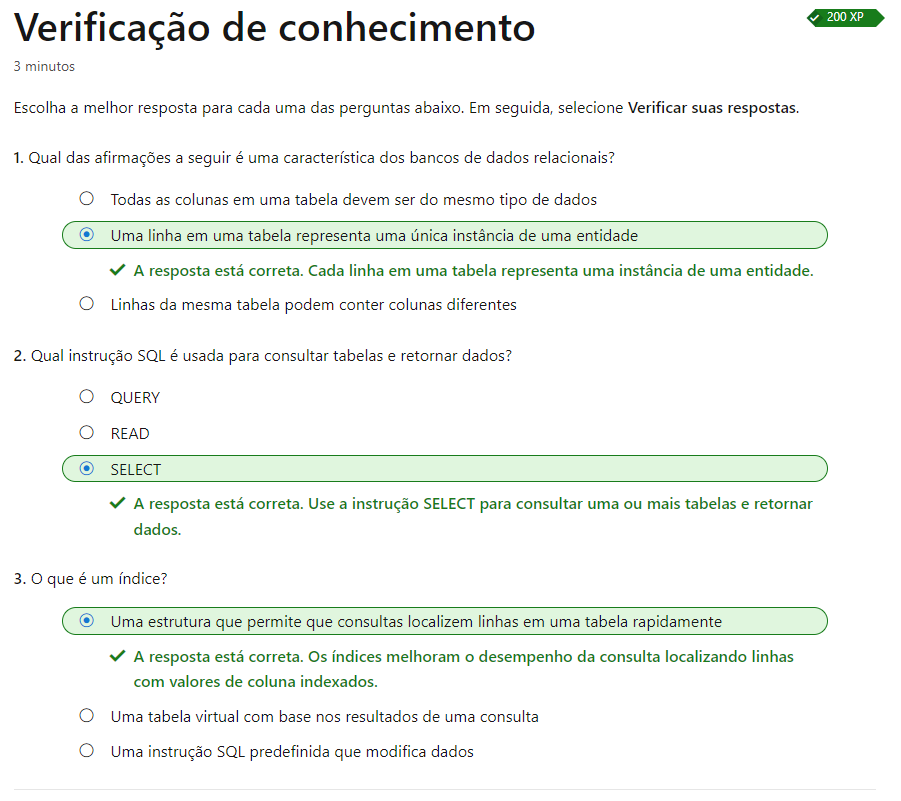 Verificação de conhecimento
200 XP
3 minutos
Escolha a melhor resposta para cada uma das perguntas abaixo. Em seguida, selecione Verificar suas respostas.
1. Qual das afirmações a seguir é uma característica dos bancos de dados relacionais?
Todas as colunas em uma tabela devem ser do mesmo tipo de dados
Uma linha em uma tabela representa uma única instância de uma entidade
A resposta está correta. Cada linha em uma tabela representa uma instância de uma entidade.
Linhas da mesma tabela podem conter colunas diferentes
2. Qual instrução SQL é usada para consultar tabelas e retornar dados?
QUERY
READ
SELECT
A resposta está correta. Use a instrução SELECT para consultar uma ou mais tabelas e retornar
dados.
3. O que é um índice?
Uma estrutura que permite que consultas localizem linhas em uma tabela rapidamente
A resposta está correta. Os índices melhoram o desempenho da consulta localizando linhas
com valores de coluna indexados.
Uma tabela virtual com base nos resultados de uma consulta
Uma instrução SQL predefinida que modifica dados